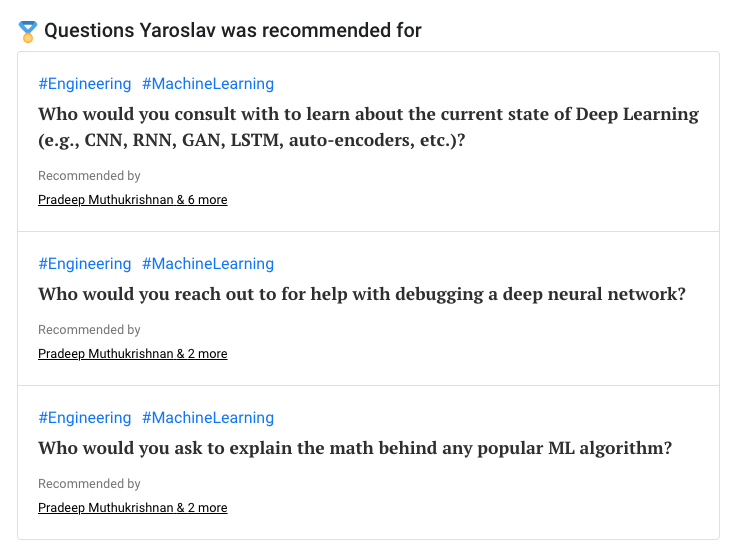 Questions Yaroslav was recommended for
#Engineering #MachineLearning
Who would you consult with to learn about the current state of Deep Learning
(e.g., CNN, RNN, GAN, LSTM, auto-encoders, etc.)?
Recommended by
Pradeep Muthukrishnan & 6 more
#Engineering #MachineLearning
Who would you reach out to for help with debugging a deep neural network?
Recommended by
Pradeep Muthukrishnan & 2 more
#Engineering #MachineLearning
Who would you ask to explain the math behind any popular ML algorithm?
Recommended by
Pradeep Muthukrishnan & 2 more